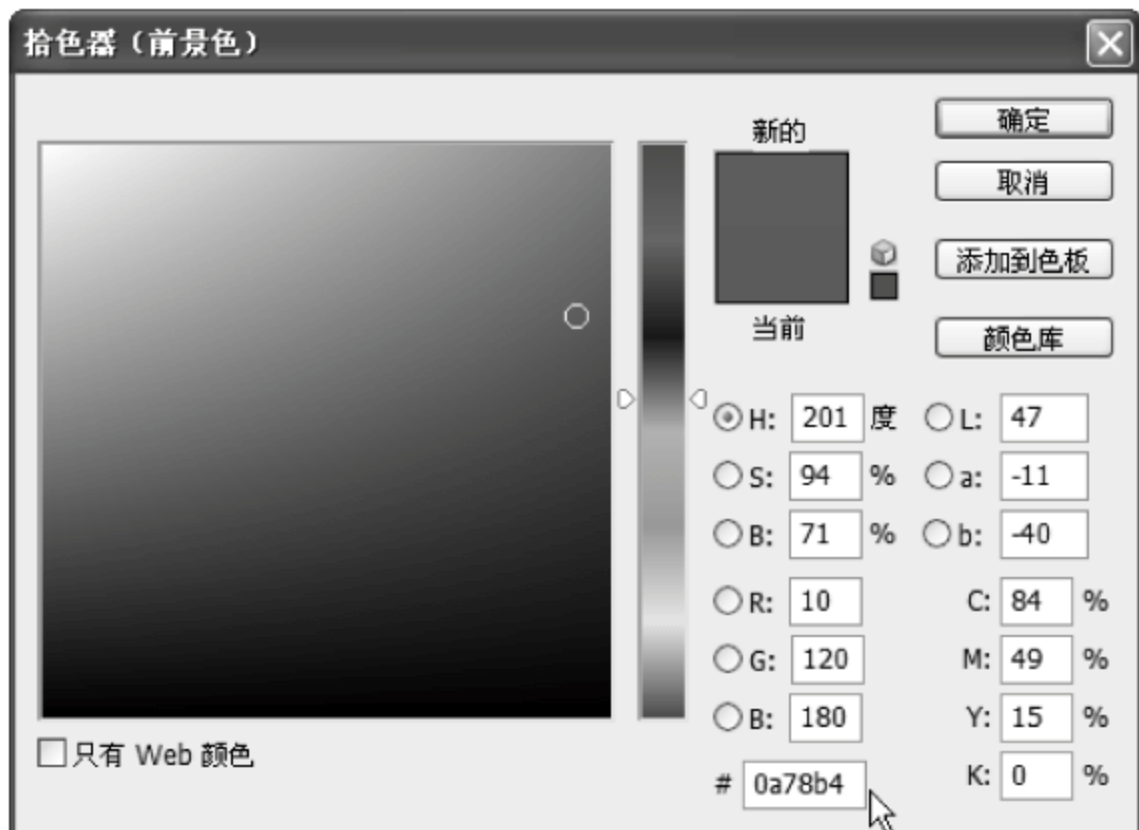 拾色器（前景色）
新的
当前
确定
取消
添加到色板
颜色库
H: 201 度
S: 94 %
B: 71 %
R: 10
G: 120
B: 180
# 0a78b4
L: 47
a: -11
b: -40
C: 84 %
M: 49 %
Y: 15 %
K: 0 %
只有 Web 颜色